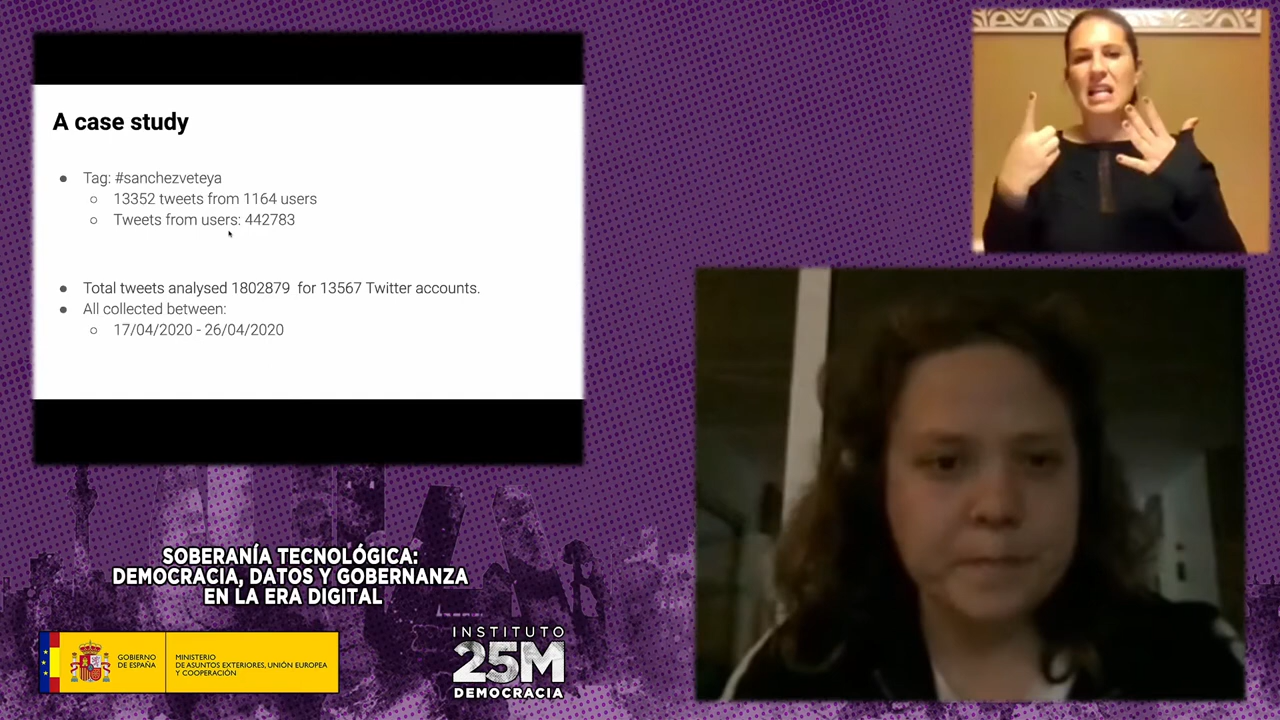 A case study
Tag: #sanchezveteya
13352 tweets from 1164 users
Tweets from users: 442783
Total tweets analysed 1802879 for 13567 Twitter accounts.
All collected between:
17/04/2020 - 26/04/2020
SOBERANÍA TECNOLÓGICA:
DEMOCRACIA, DATOS Y GOBERNANZA
EN LA ERA DIGITAL
GOBIERNO
DE ESPAÑA
MINISTERIO
DE ASUNTOS EXTERIORES, UNIÓN EUROPEA
Y COOPERACIÓN
INSTITUTO
25M
DEMOCRACIA